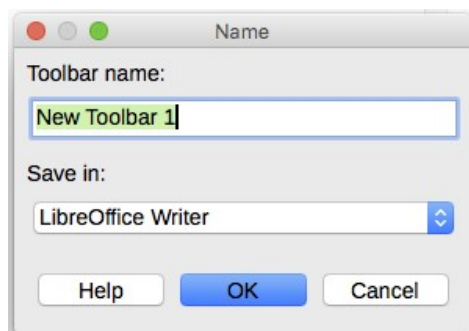 Name
Toolbar name:
New Toolbar 1
Save in:
LibreOffice Writer
Help OK Cancel